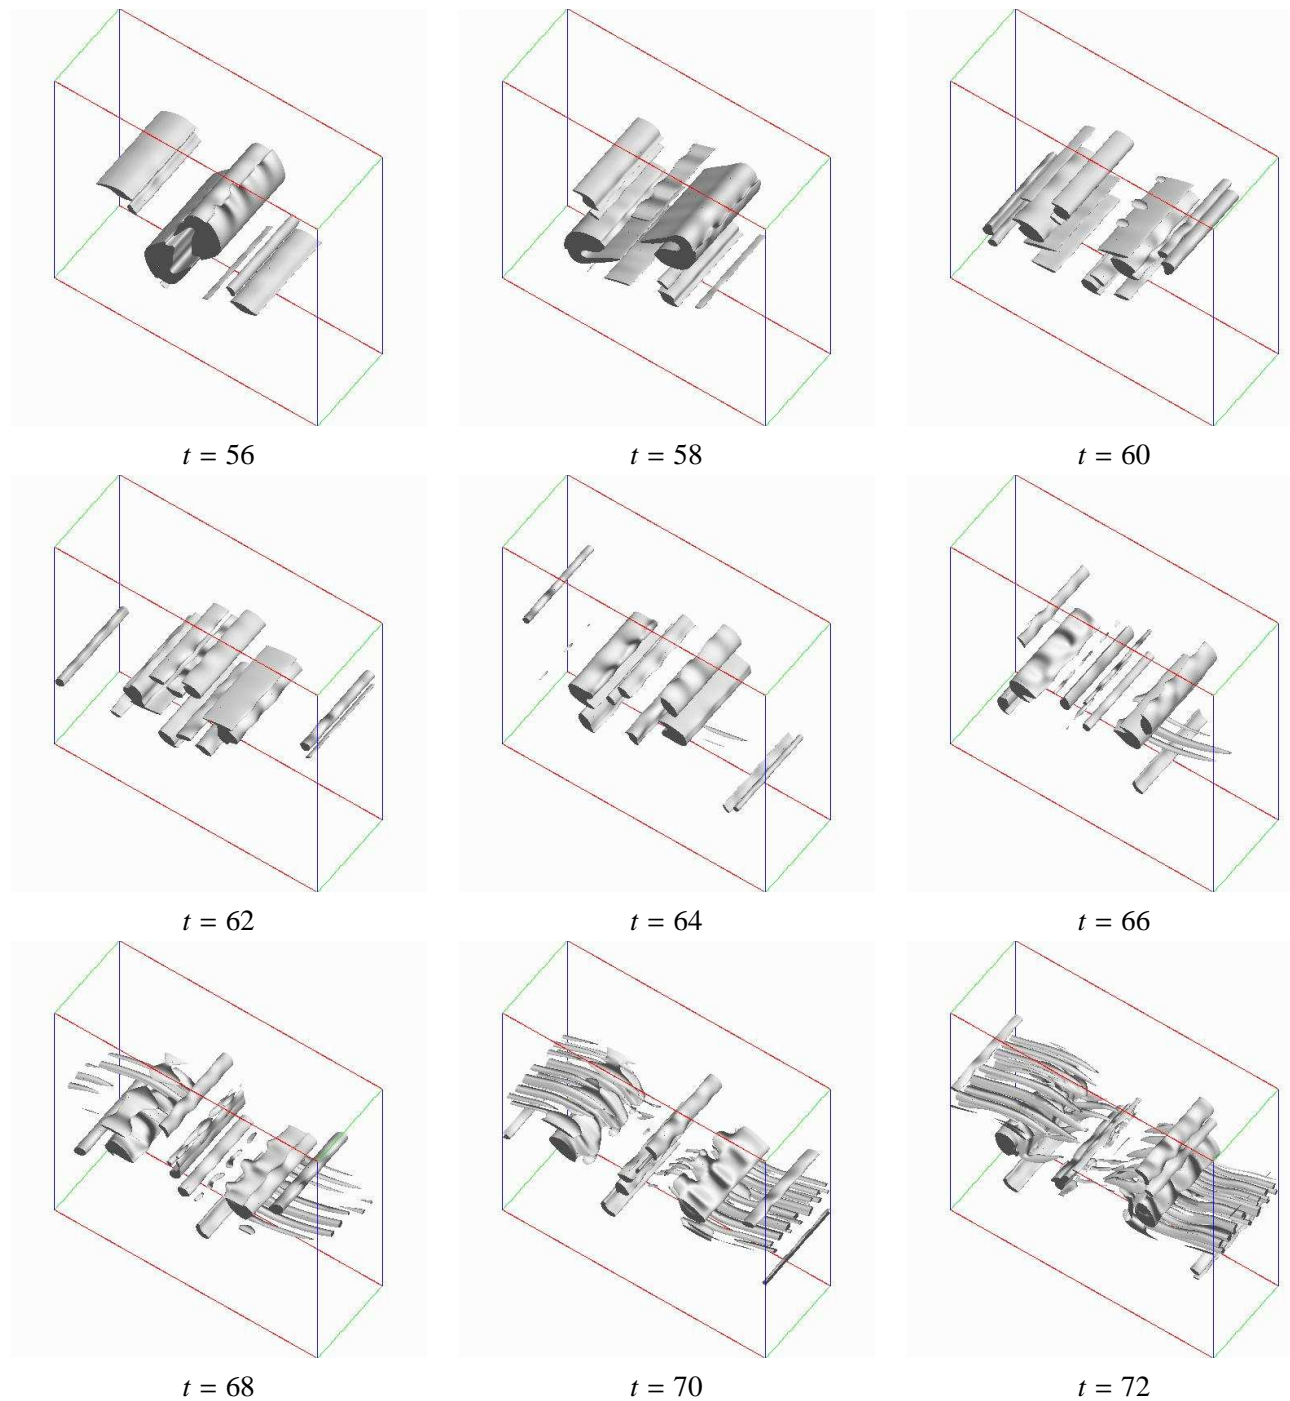 t = 56
t = 58
t = 60
t = 62
t = 64
t = 66
t = 68
t = 70
t = 72